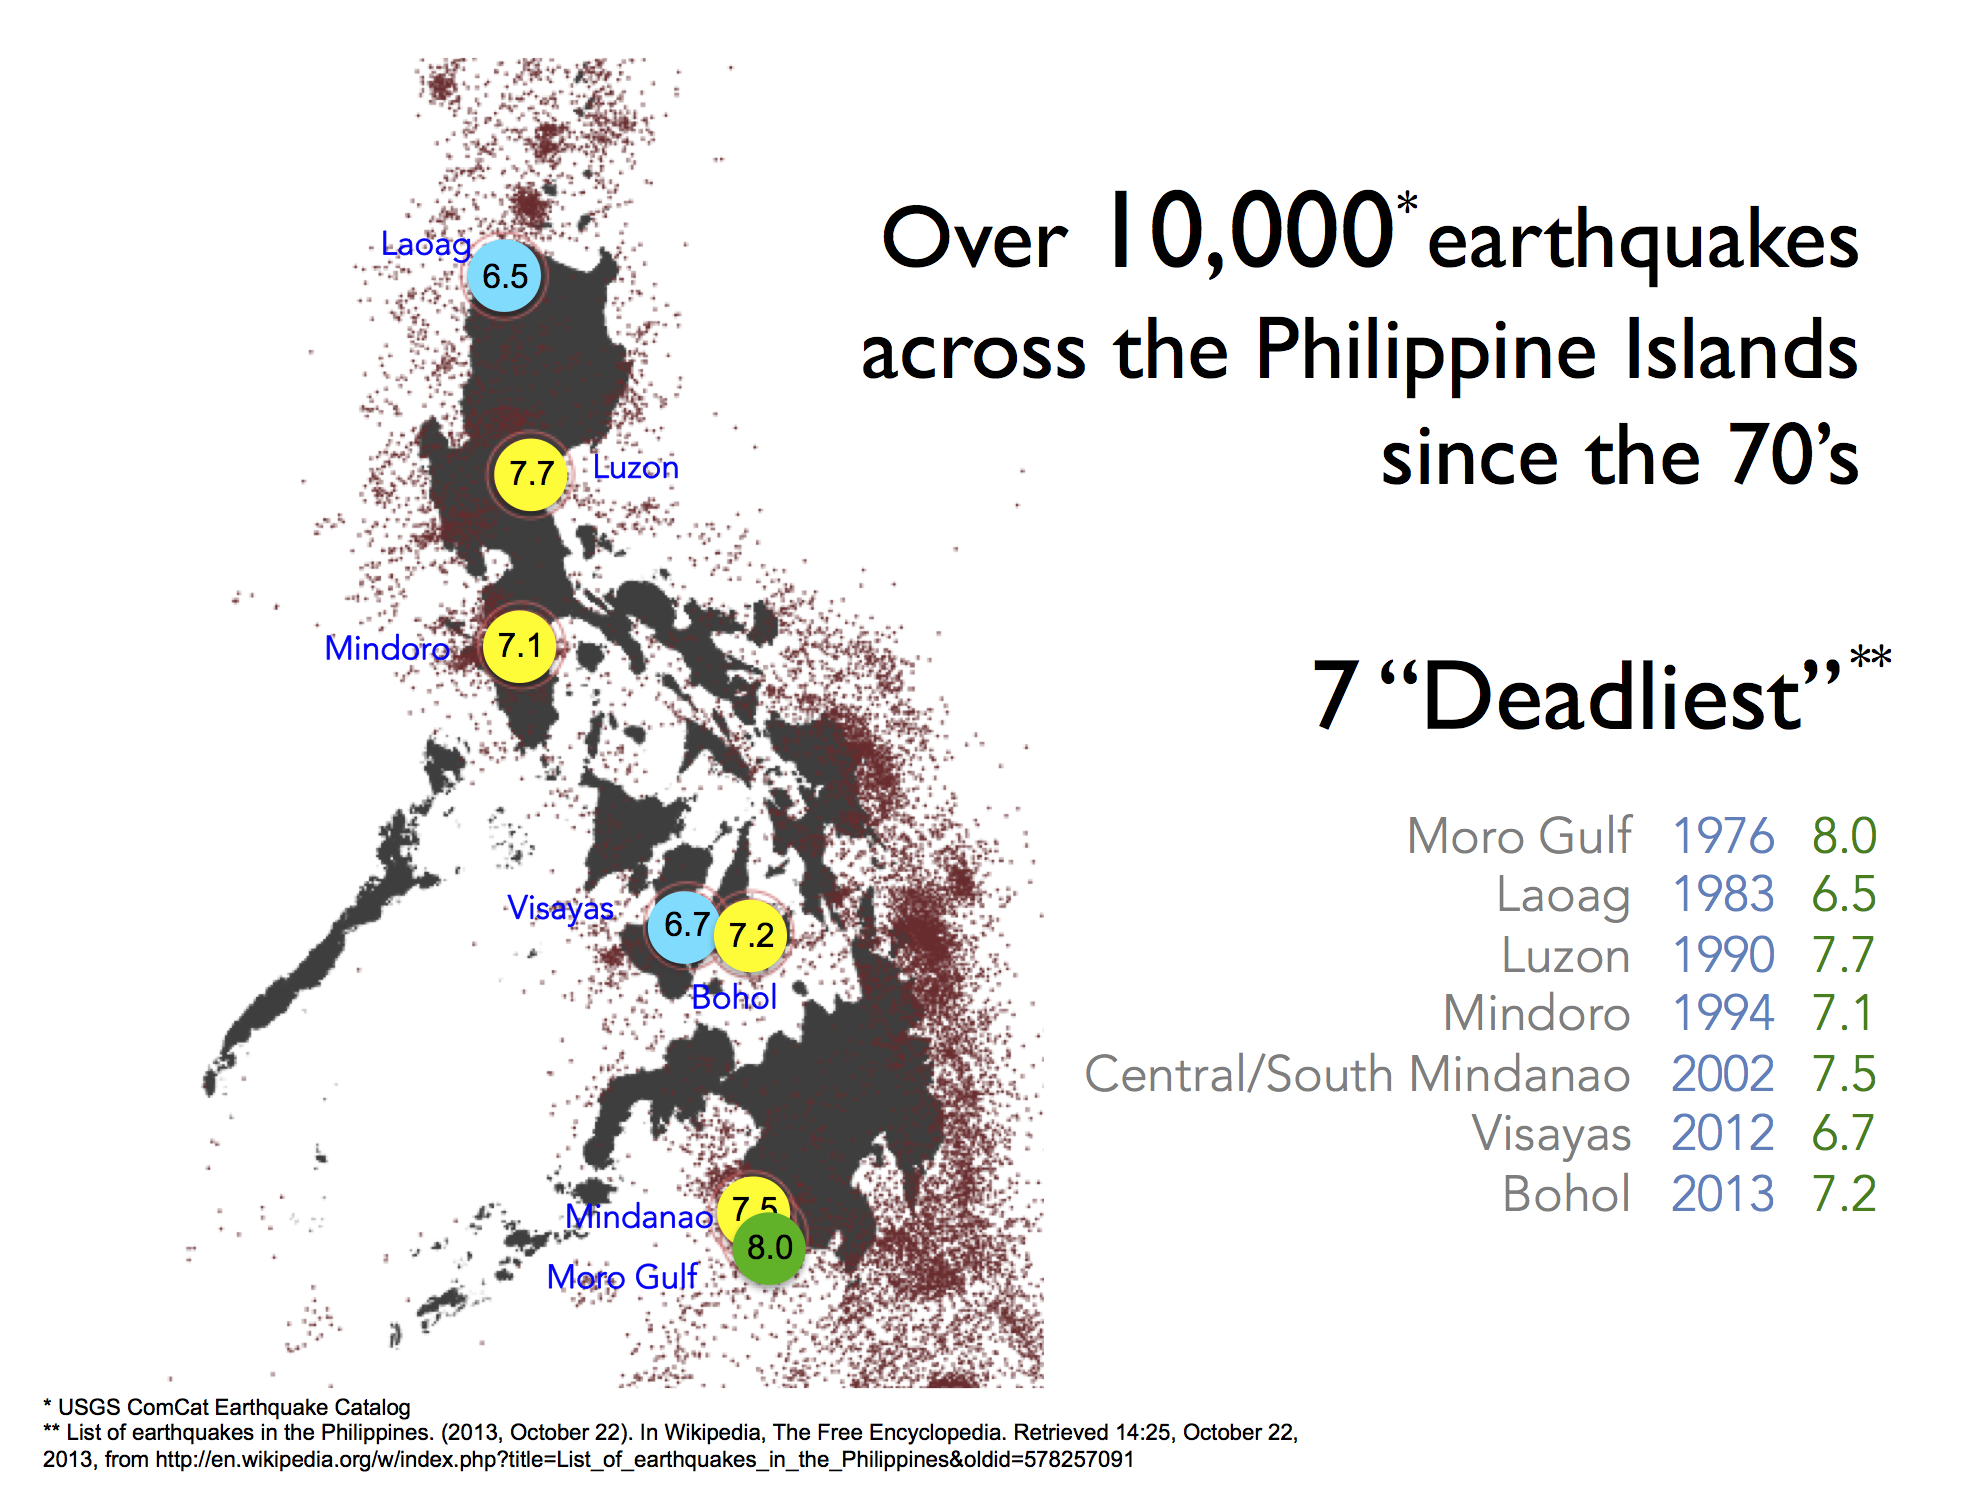 Over 10,000* earthquakes
across the Philippine Islands
since the 70’s
7 “Deadliest”**
Moro Gulf 1976 8.0
Laoag 1983 6.5
Luzon 1990 7.7
Mindoro 1994 7.1
Central/South Mindanao 2002 7.5
Visayas 2012 6.7
Bohol 2013 7.2
Laoag
6.5
7.7
Luzon
Mindoro
7.1
Visayas
6.7
7.2
Bohol
Mindanao
7.5
8.0
Moro Gulf
* USGS ComCat Earthquake Catalog
** List of earthquakes in the Philippines. (2013, October 22). In Wikipedia, The Free Encyclopedia. Retrieved 14:25, October 22,
2013, from http://en.wikipedia.org/w/index.php?title=List_of_earthquakes_in_the_Philippines&oldid=578257091